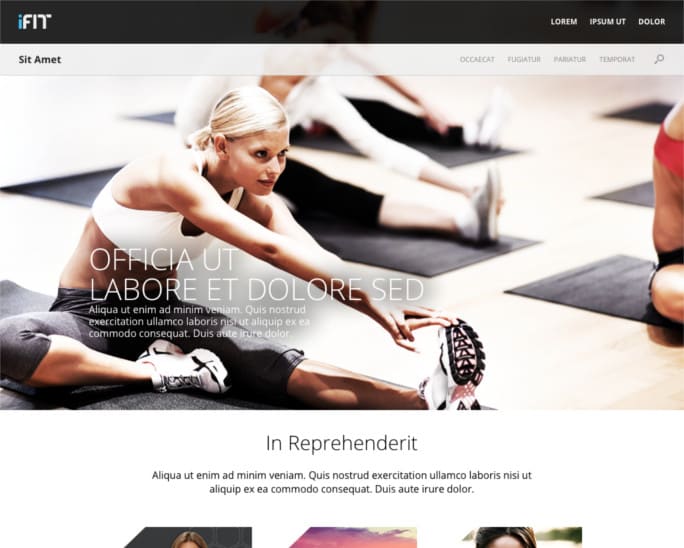 iFIT
LOREM IPSUM UT DOLOR
Sit Amet
OCCAECAT FUGIATUR PARIATUR TEMPORAT
OFFICIA UT
LABORE ET DOLORE SED
Aliqua ut enim ad minim veniam. Quis nostrud
exercitation ullamco laboris nisi ut aliquip ex ea
commodo consequat. Duis aute irure dolor.
In Reprehenderit
Aliqua ut enim ad minim veniam. Quis nostrud exercitation ullamco laboris nisi ut
aliquip ex ea commodo consequat. Duis aute irure dolor.